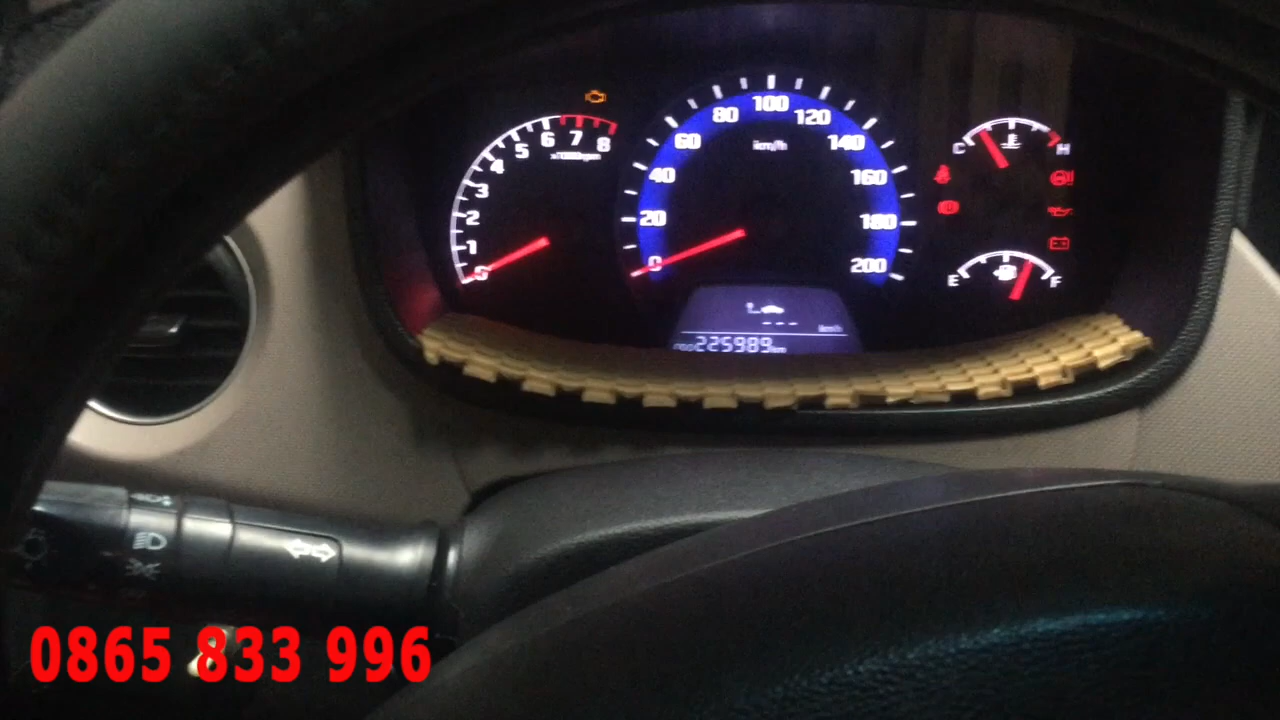 0 1 2 3 4 5 6 7 8
x1000rpm
0 20 40 60 80 100 120 140 160 180 200
km/h
C H
E F
--- km/h
225989 km
0865 833 996